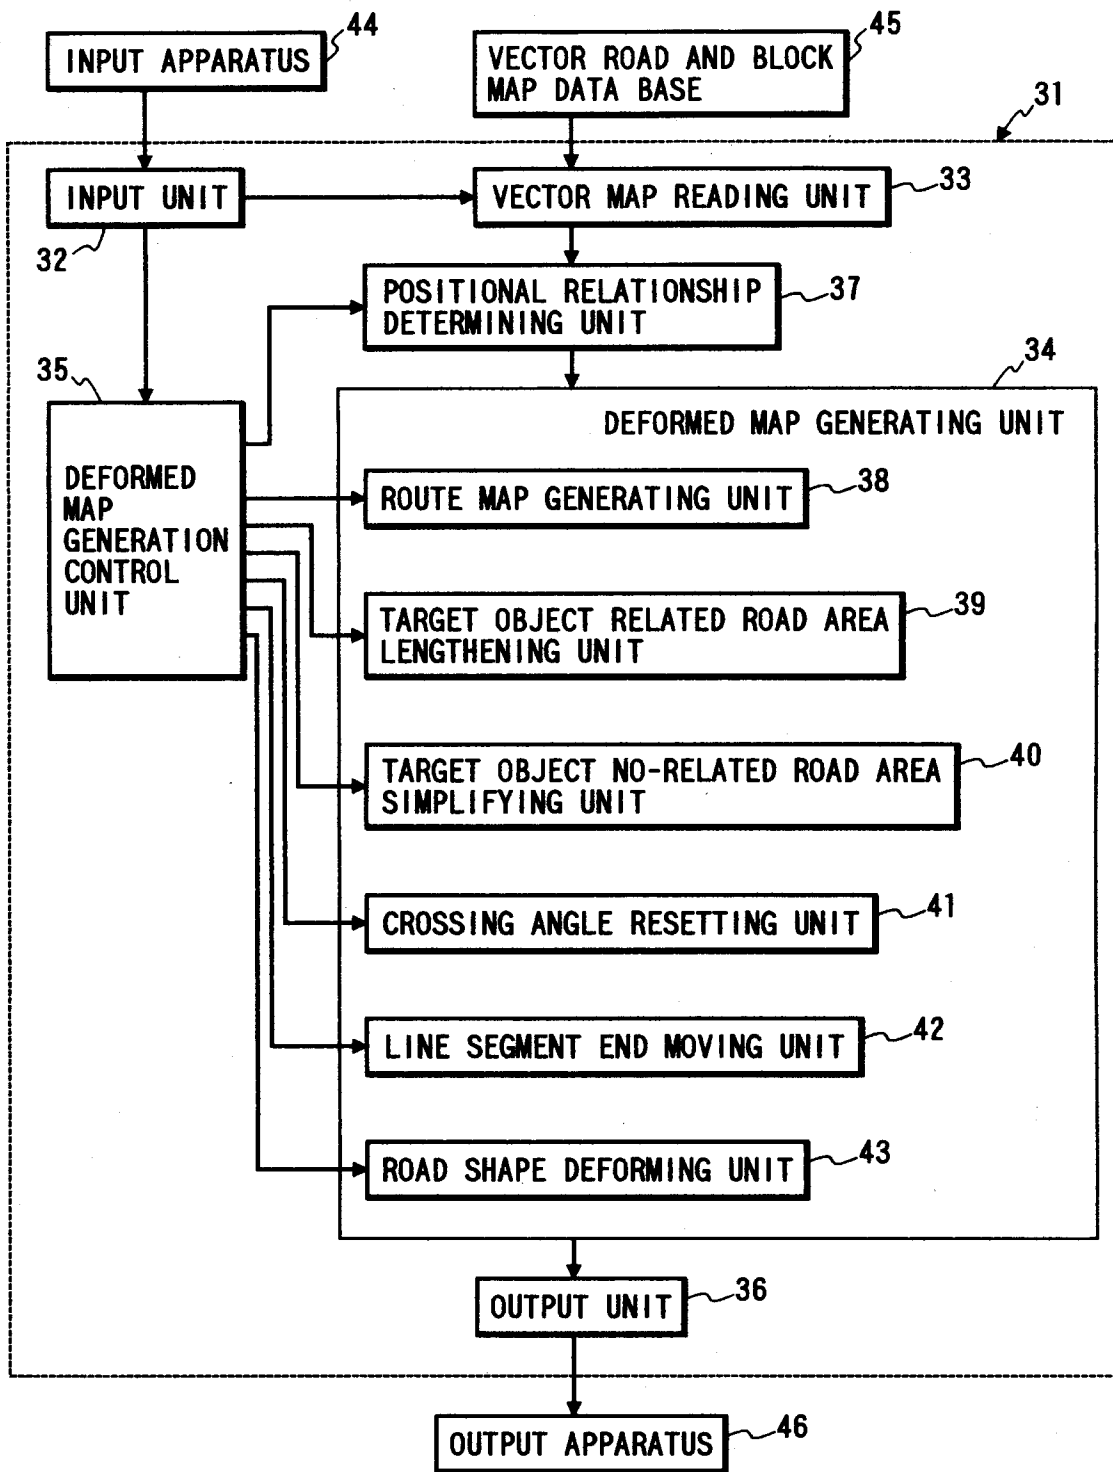 44
INPUT APPARATUS
45
VECTOR ROAD AND BLOCK
MAP DATA BASE
31
INPUT UNIT
32
VECTOR MAP READING UNIT
33
POSITIONAL RELATIONSHIP
DETERMINING UNIT
37
35
DEFORMED
MAP
GENERATION
CONTROL
UNIT
34
DEFORMED MAP GENERATING UNIT
ROUTE MAP GENERATING UNIT
38
TARGET OBJECT RELATED ROAD AREA
LENGTHENING UNIT
39
TARGET OBJECT NO-RELATED ROAD AREA
SIMPLIFYING UNIT
40
CROSSING ANGLE RESETTING UNIT
41
LINE SEGMENT END MOVING UNIT
42
ROAD SHAPE DEFORMING UNIT
43
OUTPUT UNIT
36
OUTPUT APPARATUS
46